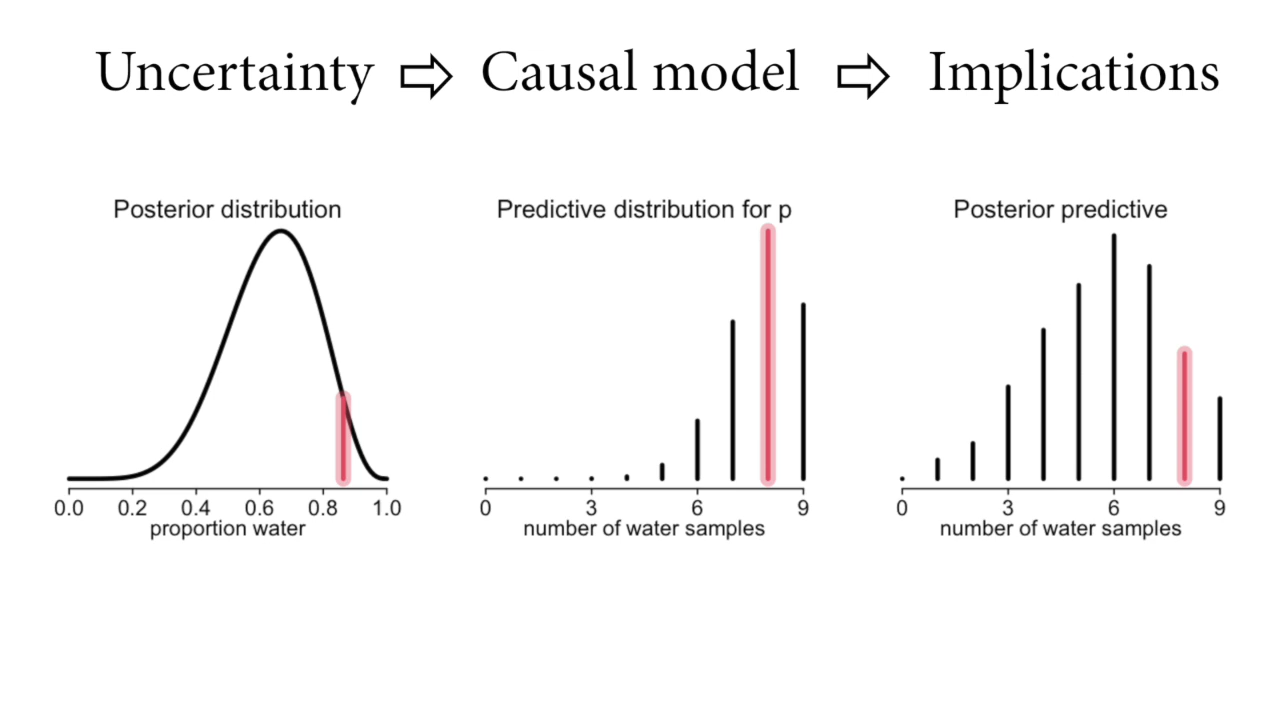 Uncertainty ⇨ Causal model ⇨ Implications
Posterior distribution
0.0 0.2 0.4 0.6 0.8 1.0
proportion water
Predictive distribution for p
0 3 6 9
number of water samples
Posterior predictive
0 3 6 9
number of water samples